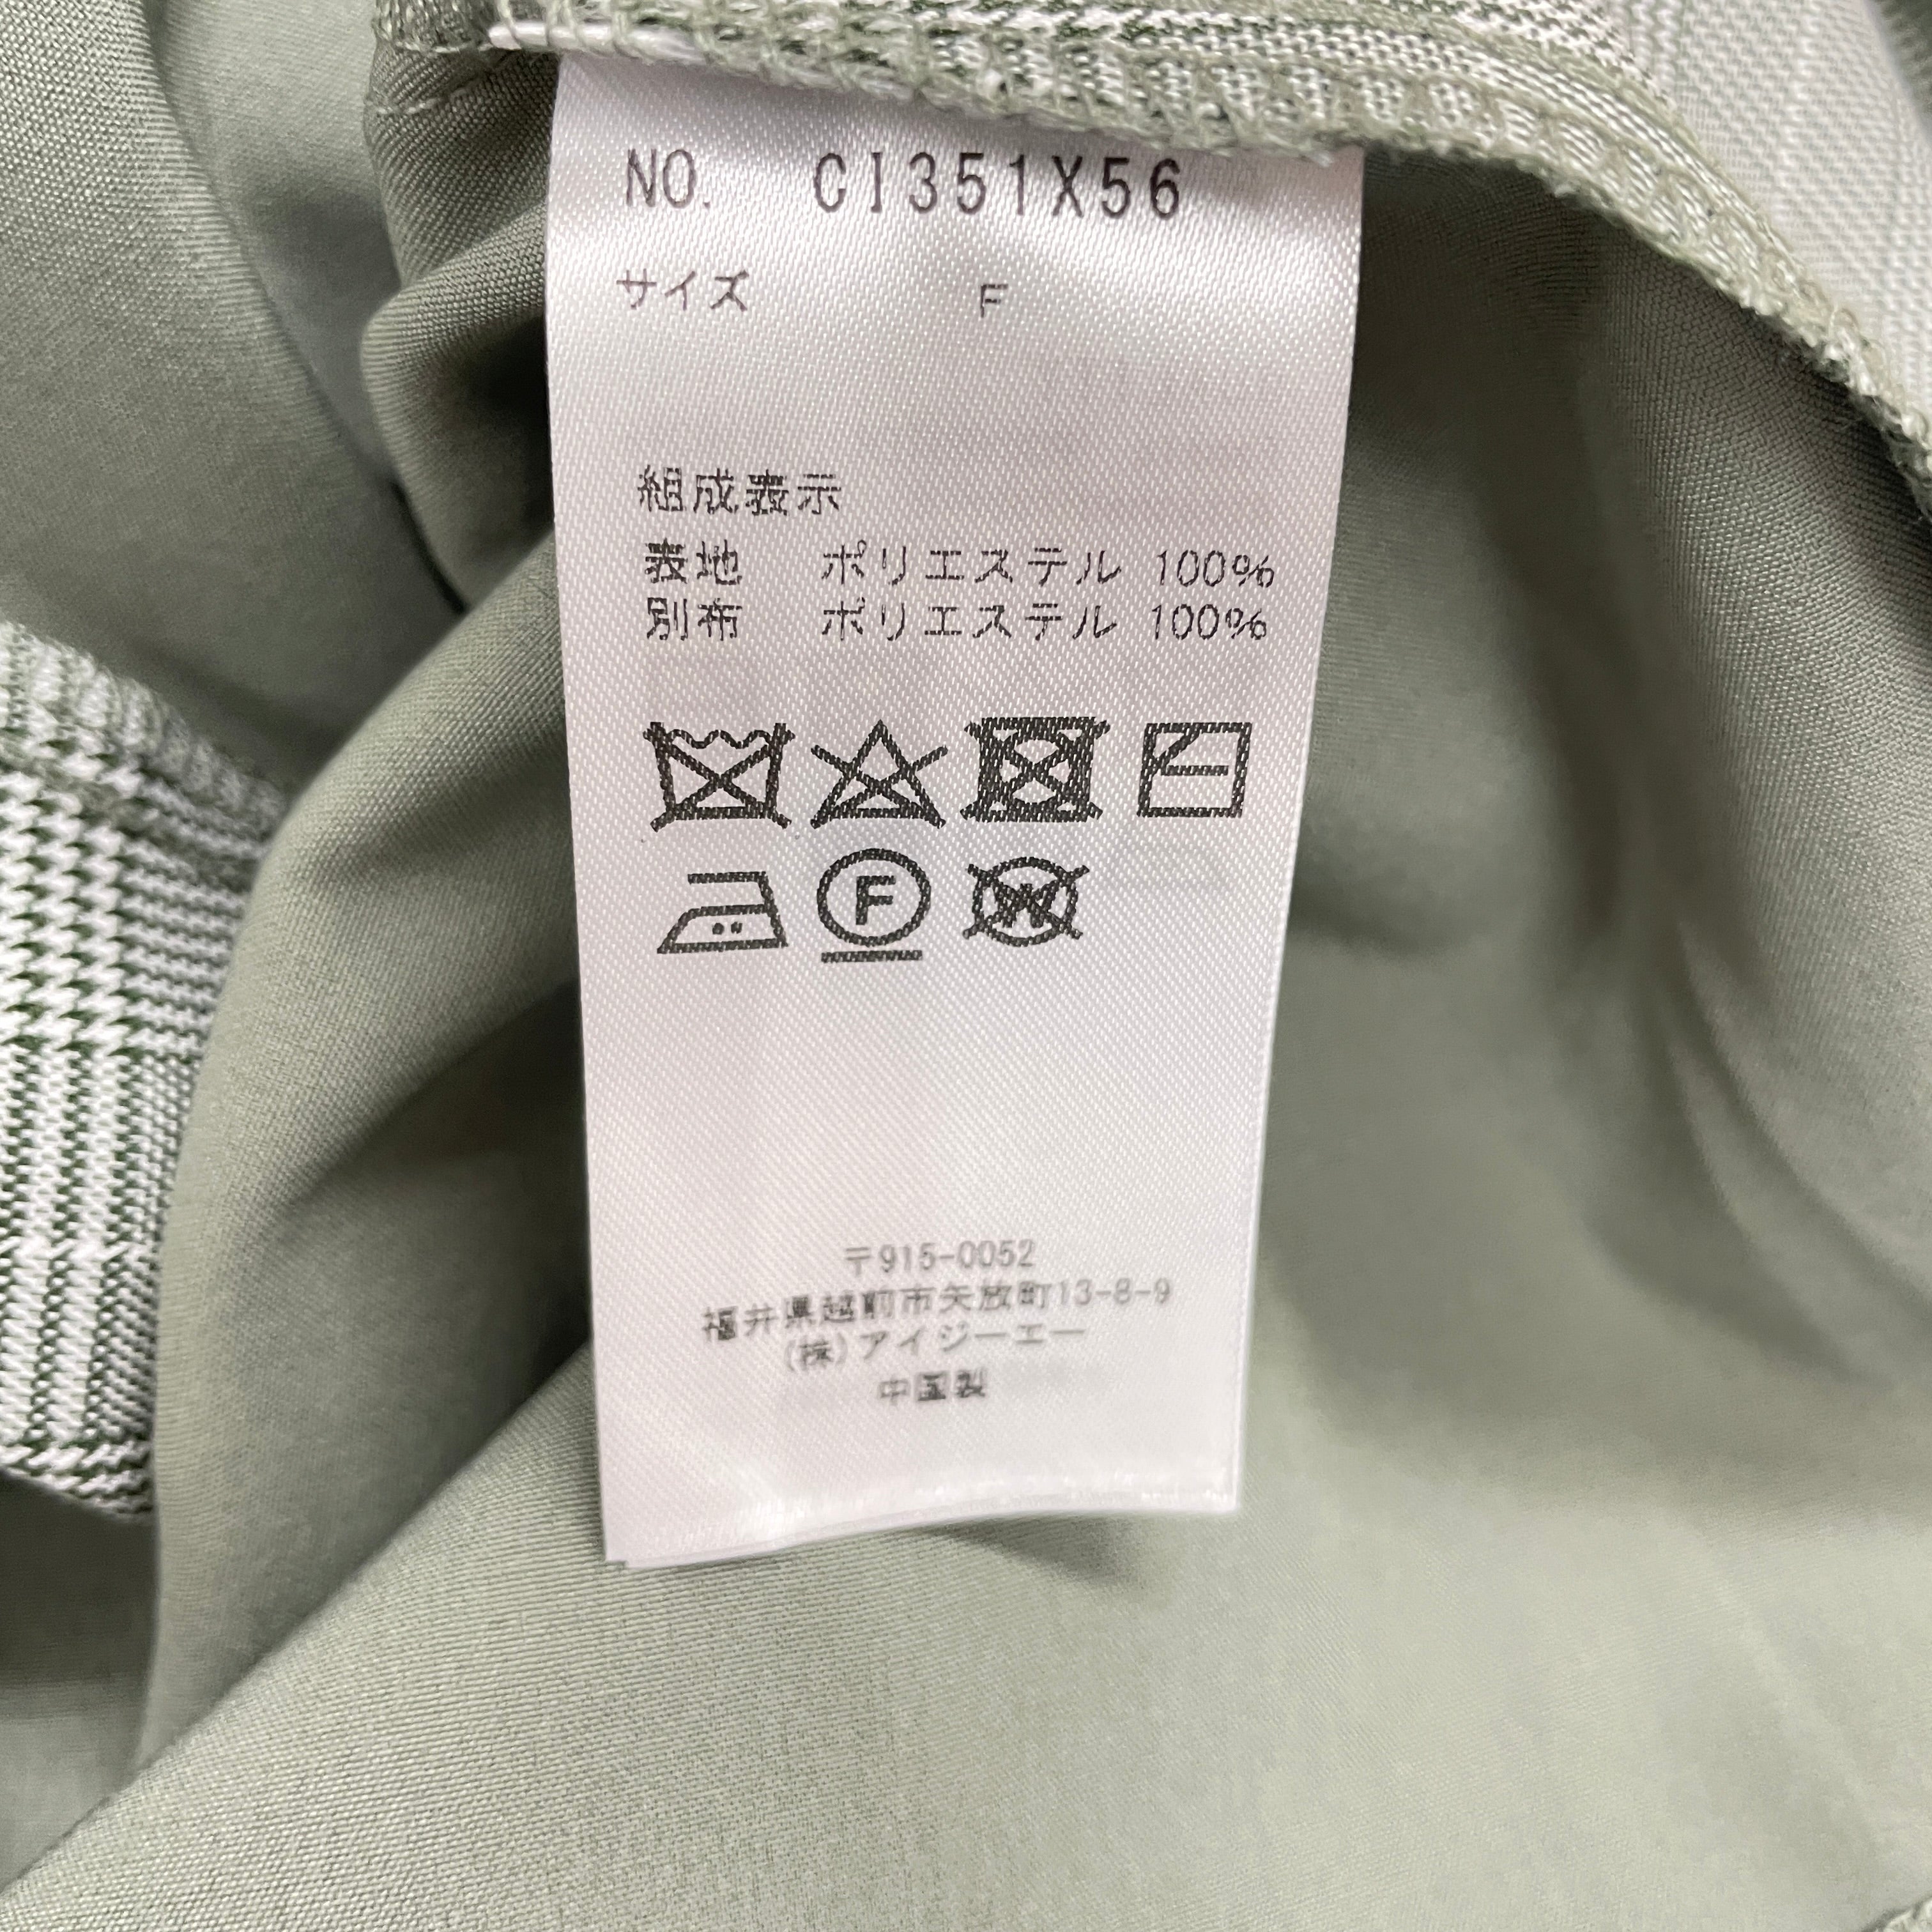 NO. CI351X56
サイズ F
組成表示
表地 ポリエステル 100%
別布 ポリエステル 100%
F
W
〒915-0052
福井県越前市矢放町13-8-9
(株)アイジーエー
中国製